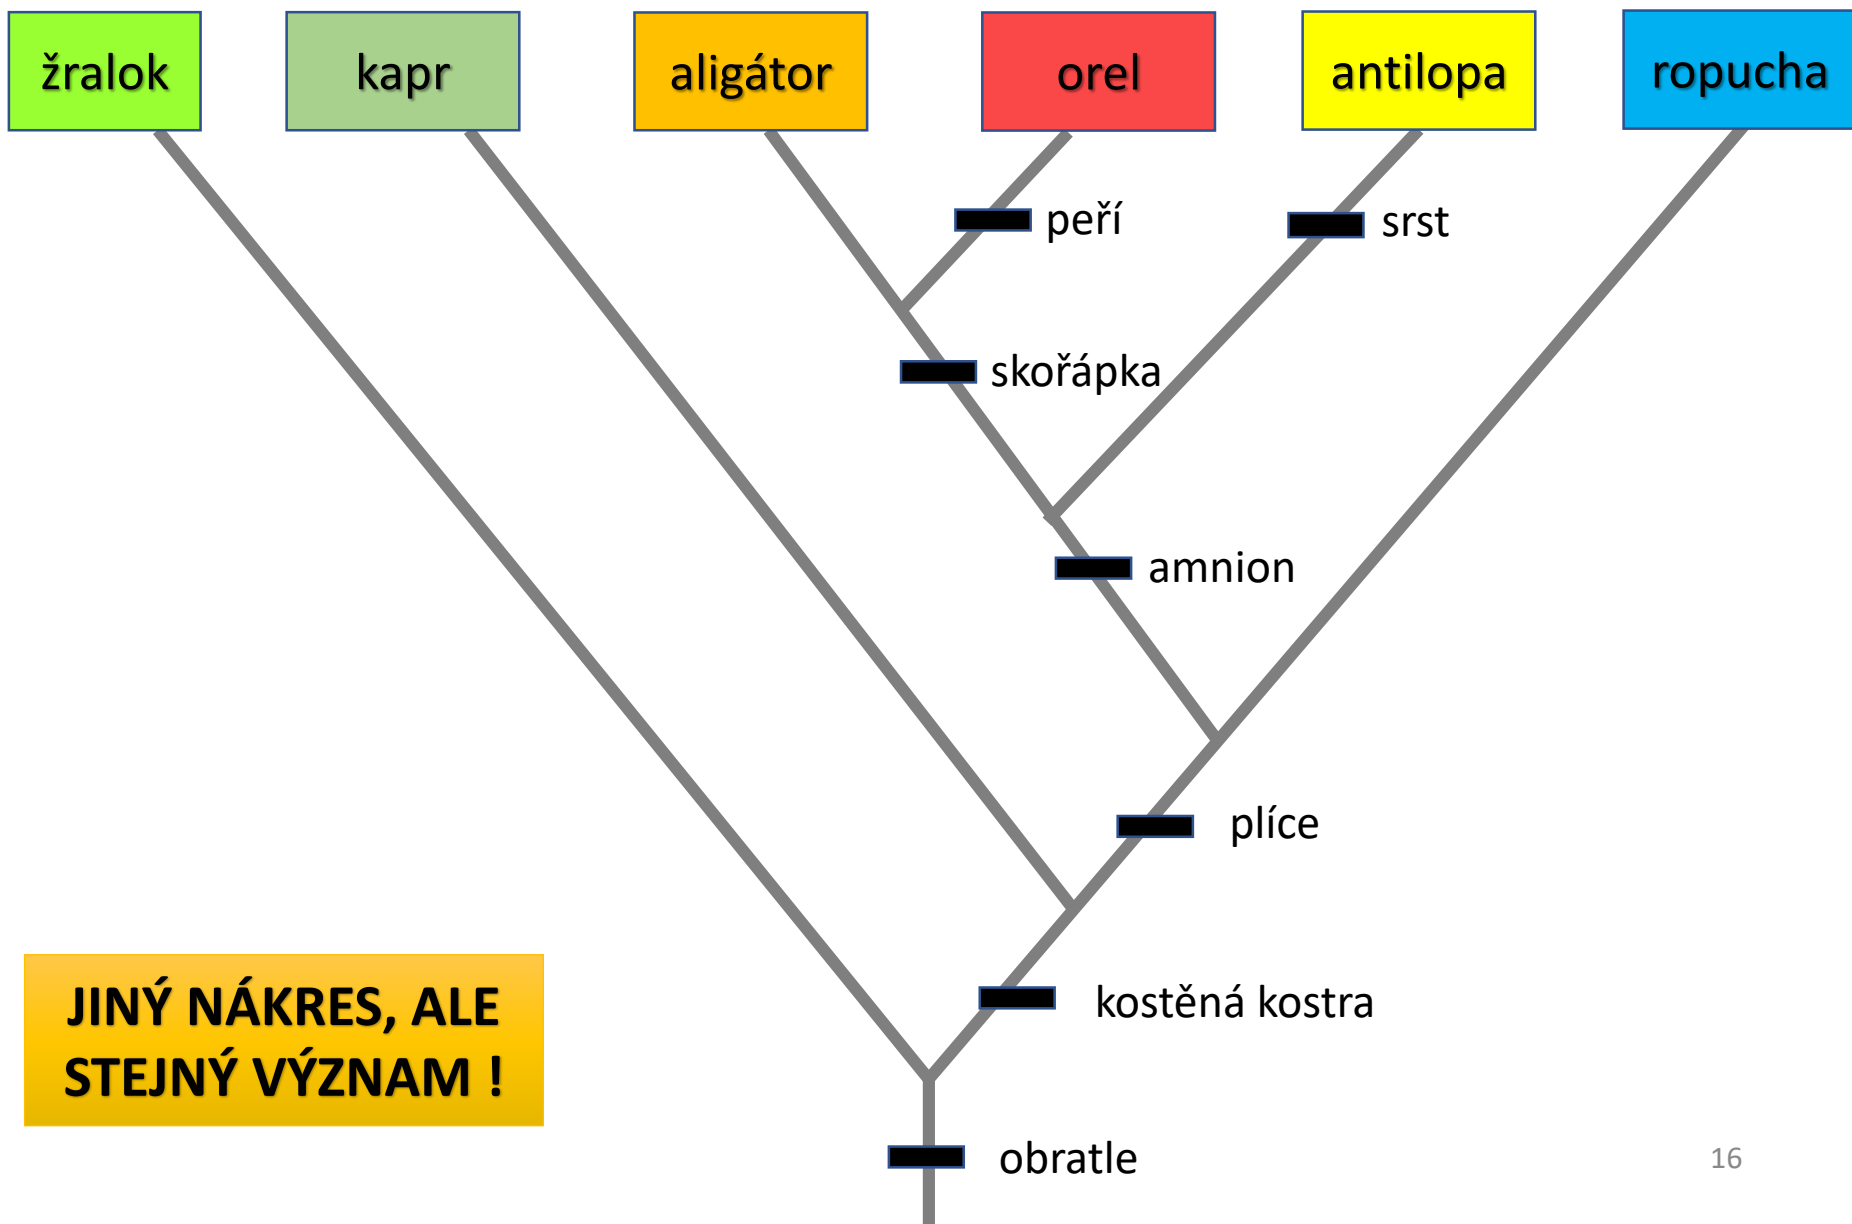 žralok
kapr
aligátor
orel
antilopa
ropucha
peří
srst
skořápka
amnion
plíce
kostěná kostra
JINÝ NÁKRES, ALE
STEJNÝ VÝZNAM !
obratle
16